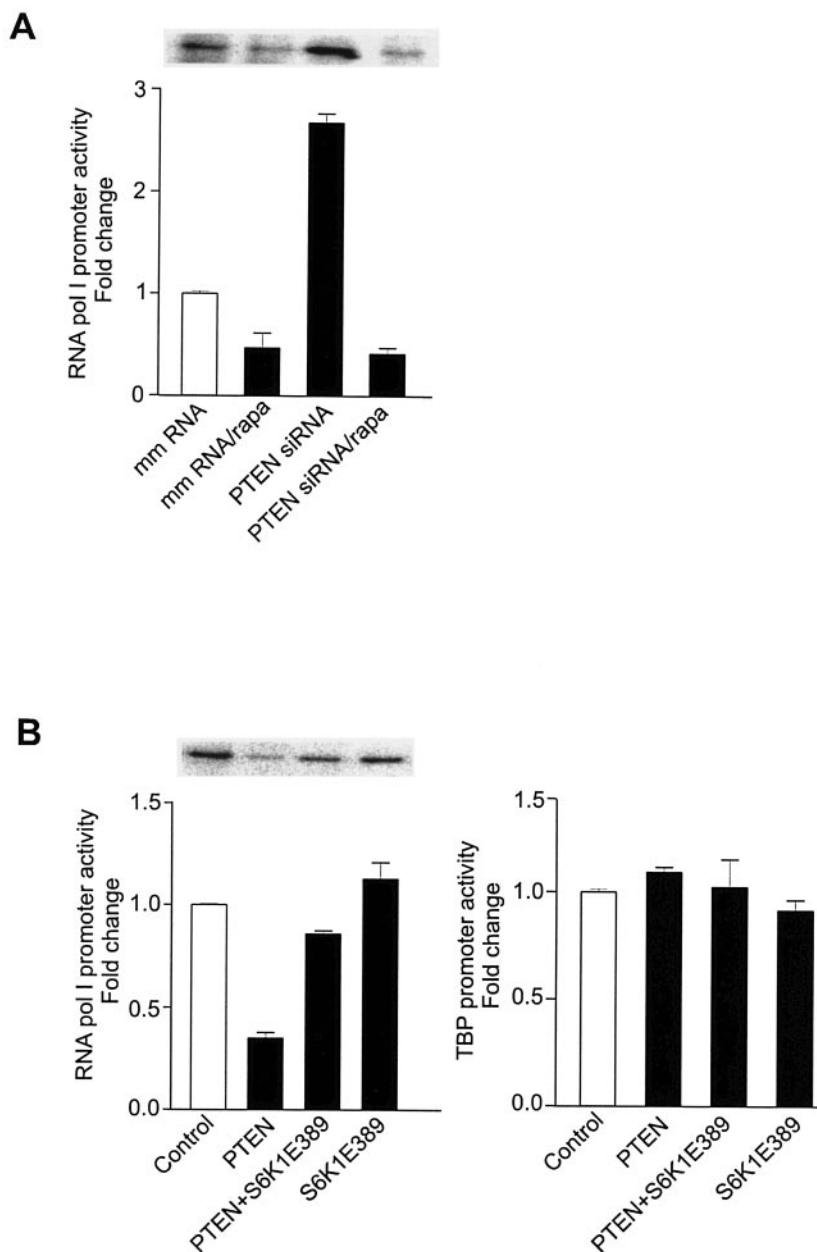 A
RNA pol I promoter activity
Fold change
3
2
1
0
mm RNA
mm RNA/rapa
PTEN siRNA
PTEN siRNA/rapa
B
RNA pol I promoter activity
Fold change
1.5
1.0
0.5
0.0
Control
PTEN
PTEN+S6K1E389
S6K1E389
TBP promoter activity
Fold change
1.5
1.0
0.5
0.0
Control
PTEN
PTEN+S6K1E389
S6K1E389